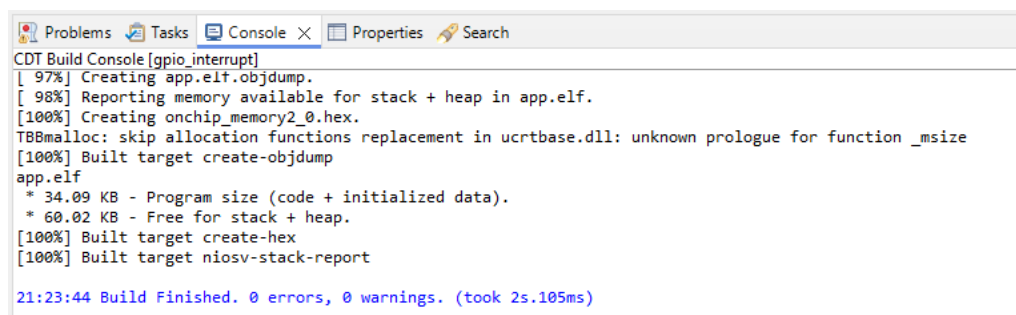 Problems Tasks Console Properties Search
CDT Build Console [gpio_interrupt]
[ 97%] Creating app.elf.objdump.
[ 98%] Reporting memory available for stack + heap in app.elf.
[100%] Creating onchip_memory2_0.hex.
TBBmalloc: skip allocation functions replacement in ucrtbase.dll: unknown prologue for function _msize
[100%] Built target create-objdump
app.elf
 * 34.09 KB - Program size (code + initialized data).
 * 60.02 KB - Free for stack + heap.
[100%] Built target create-hex
[100%] Built target niosv-stack-report
21:23:44 Build Finished. 0 errors, 0 warnings. (took 2s.105ms)